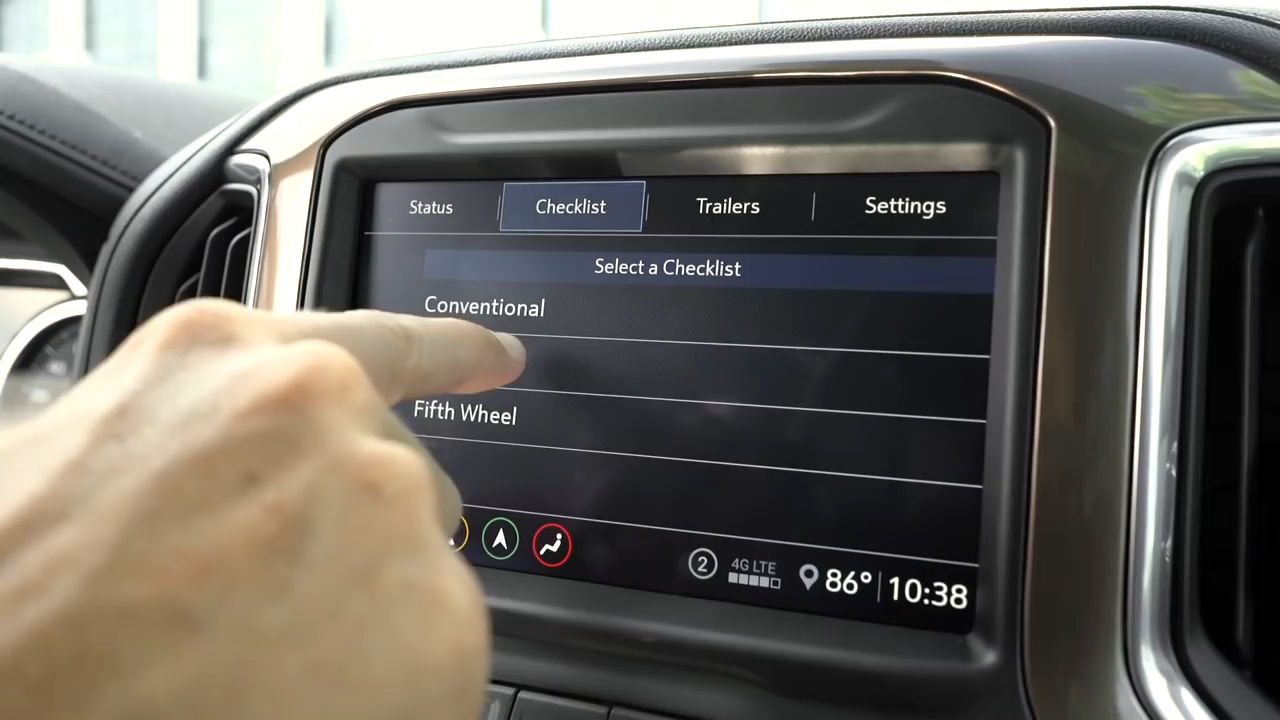 Status Checklist Trailers Settings
Select a Checklist
Conventional
Fifth Wheel
2 4G LTE 86° 10:38